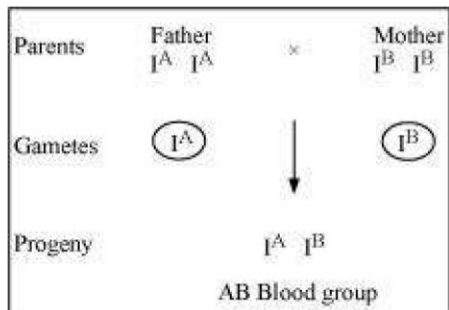 Parents Father × Mother
I^A I^A I^B I^B
Gametes I^A I^B
Progeny I^A I^B
AB Blood group